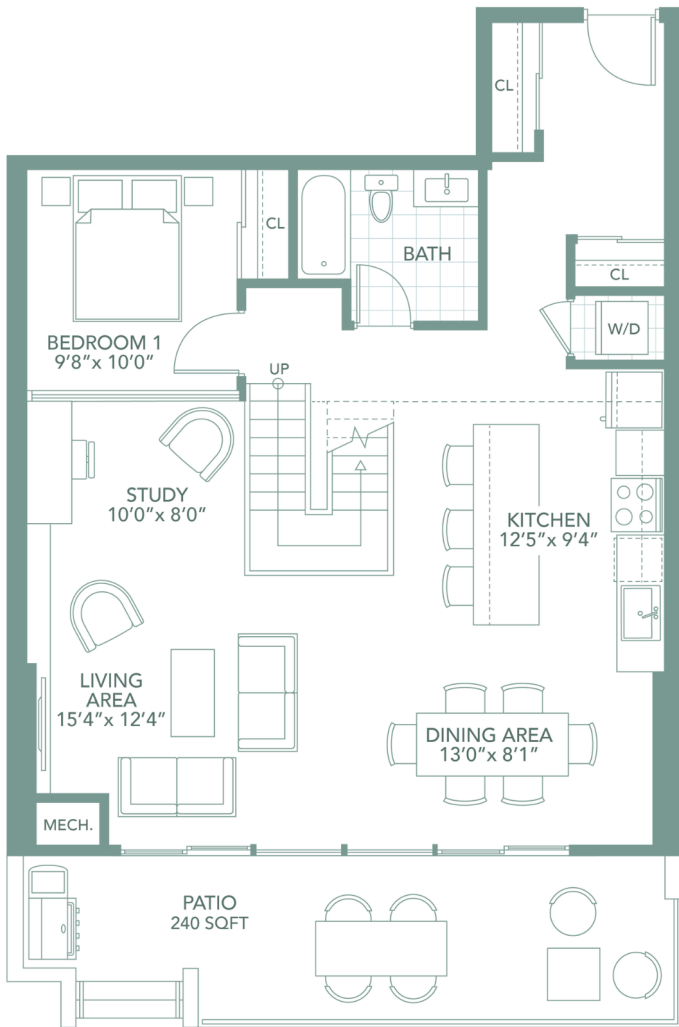 CL
CL
BATH
CL
W/D
BEDROOM 1
9'8"x 10'0"
UP
STUDY
10'0"x 8'0"
KITCHEN
12'5"x 9'4"
LIVING
AREA
15'4"x 12'4"
DINING AREA
13'0"x 8'1"
MECH.
PATIO
240 SQFT